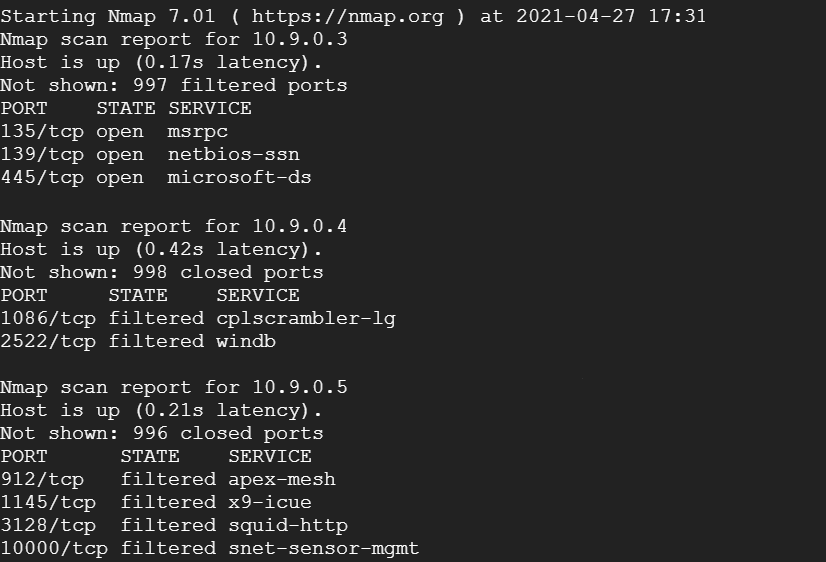 Starting Nmap 7.01 ( https://nmap.org ) at 2021-04-27 17:31
Nmap scan report for 10.9.0.3
Host is up (0.17s latency).
Not shown: 997 filtered ports
PORT    STATE SERVICE
135/tcp open  msrpc
139/tcp open  netbios-ssn
445/tcp open  microsoft-ds

Nmap scan report for 10.9.0.4
Host is up (0.42s latency).
Not shown: 998 closed ports
PORT     STATE    SERVICE
1086/tcp filtered cplscrambler-lg
2522/tcp filtered windb

Nmap scan report for 10.9.0.5
Host is up (0.21s latency).
Not shown: 996 closed ports
PORT      STATE    SERVICE
912/tcp   filtered apex-mesh
1145/tcp  filtered x9-icue
3128/tcp  filtered squid-http
10000/tcp filtered snet-sensor-mgmt